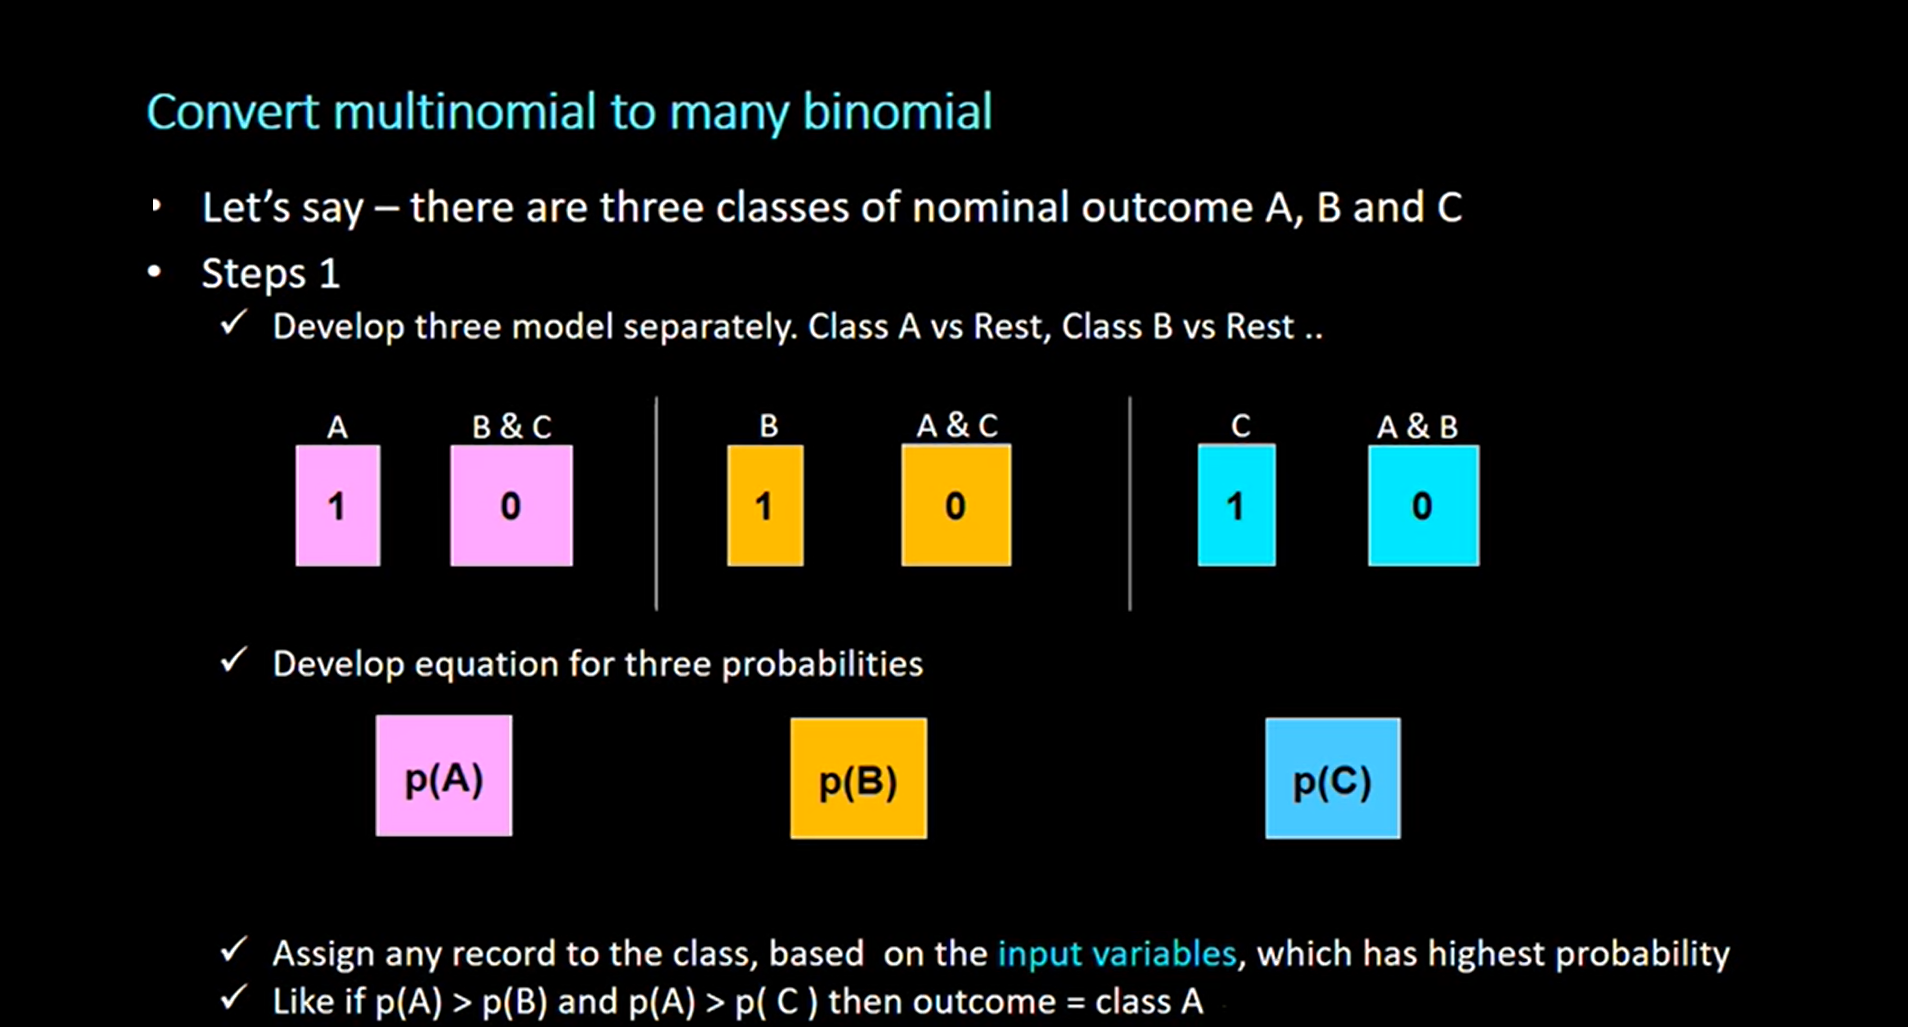 Convert multinomial to many binomial
• Let’s say – there are three classes of nominal outcome A, B and C
• Steps 1
✓ Develop three model separately. Class A vs Rest, Class B vs Rest ..
A B & C B A & C C A & B
1 0 1 0 1 0
✓ Develop equation for three probabilities
p(A) p(B) p(C)
✓ Assign any record to the class, based on the input variables, which has highest probability
✓ Like if p(A) > p(B) and p(A) > p( C ) then outcome = class A